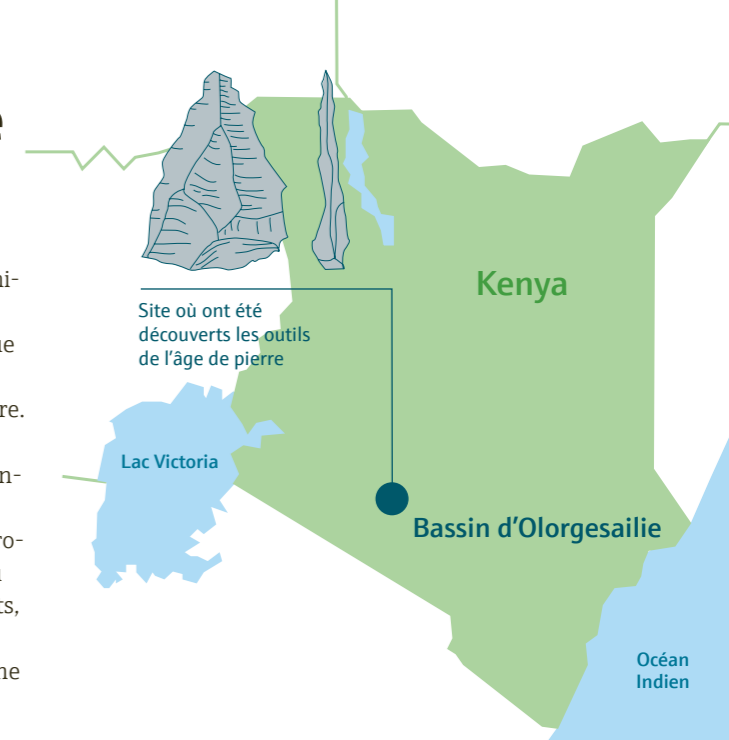 Site où ont été
découverts les outils
de l'âge de pierre
Kenya
Lac Victoria
Bassin d'Olorgesailie
Océan
Indien